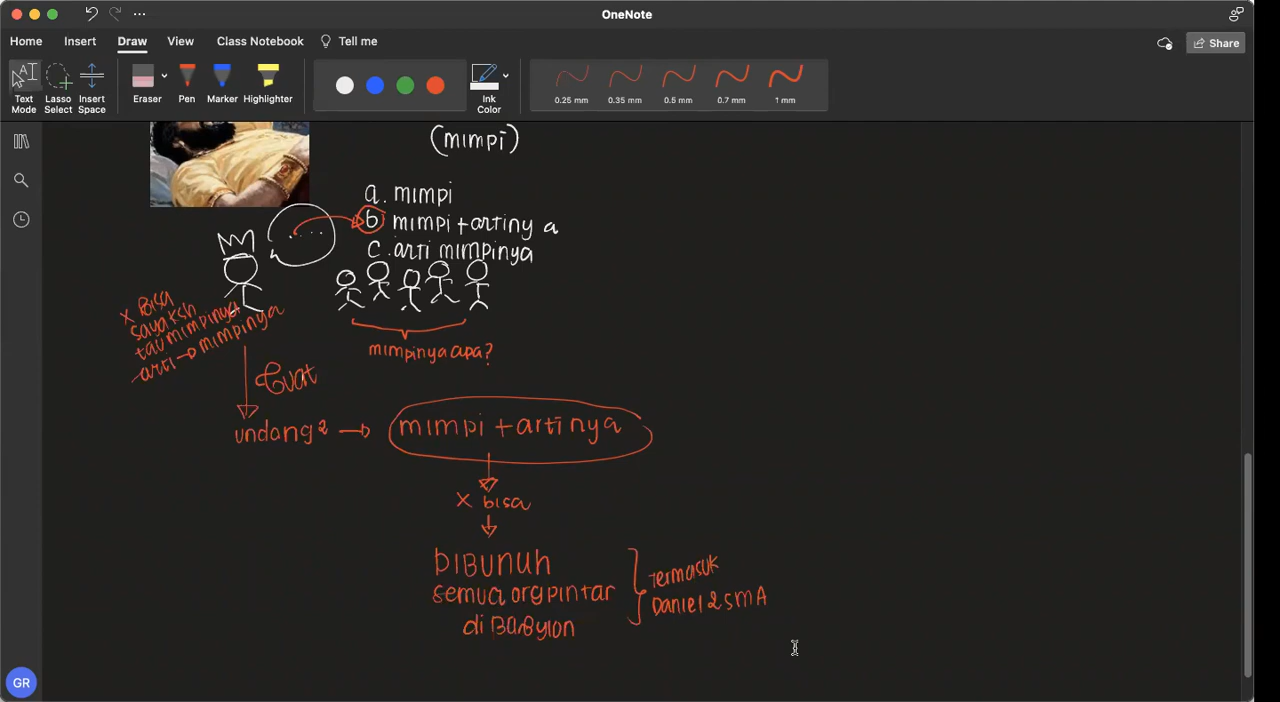 OneNote
Home Insert Draw View Class Notebook Tell me
Share
Text Mode
Lasso Select
Insert Space
Eraser
Pen
Marker
Highlighter
Ink Color
0.25 mm
0.35 mm
0.5 mm
0.7 mm
1 mm
(mimpi)
a. mimpi
b mimpi + artiny a
c. arti mimpinya
x Bisa
tau mimpinya
arti → mimpinya
mimpinya apa?
undang2 → mimpi + artinya
x bisa
DIBUNUH
semua org pintar
di Babylon
Termasuk
Daniel 2 SMA
GR